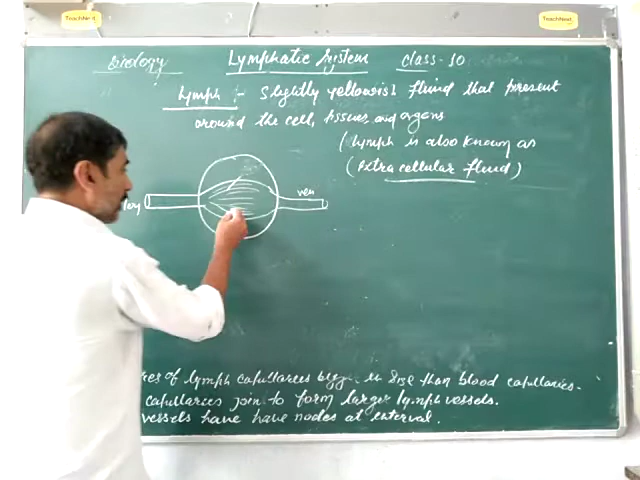 TeachNext
TeachNext
Biology Lymphatic System class-10
Lymph :- Slightly yellowish fluid that present
around the cell, tissues and organs
(Lymph is also known as
(Extra cellular fluid)
ven
of lymph capillaries bigger in size than blood capillaries.
capillaries join to form larger lymph vessels.
vessels have have nodes at interval.